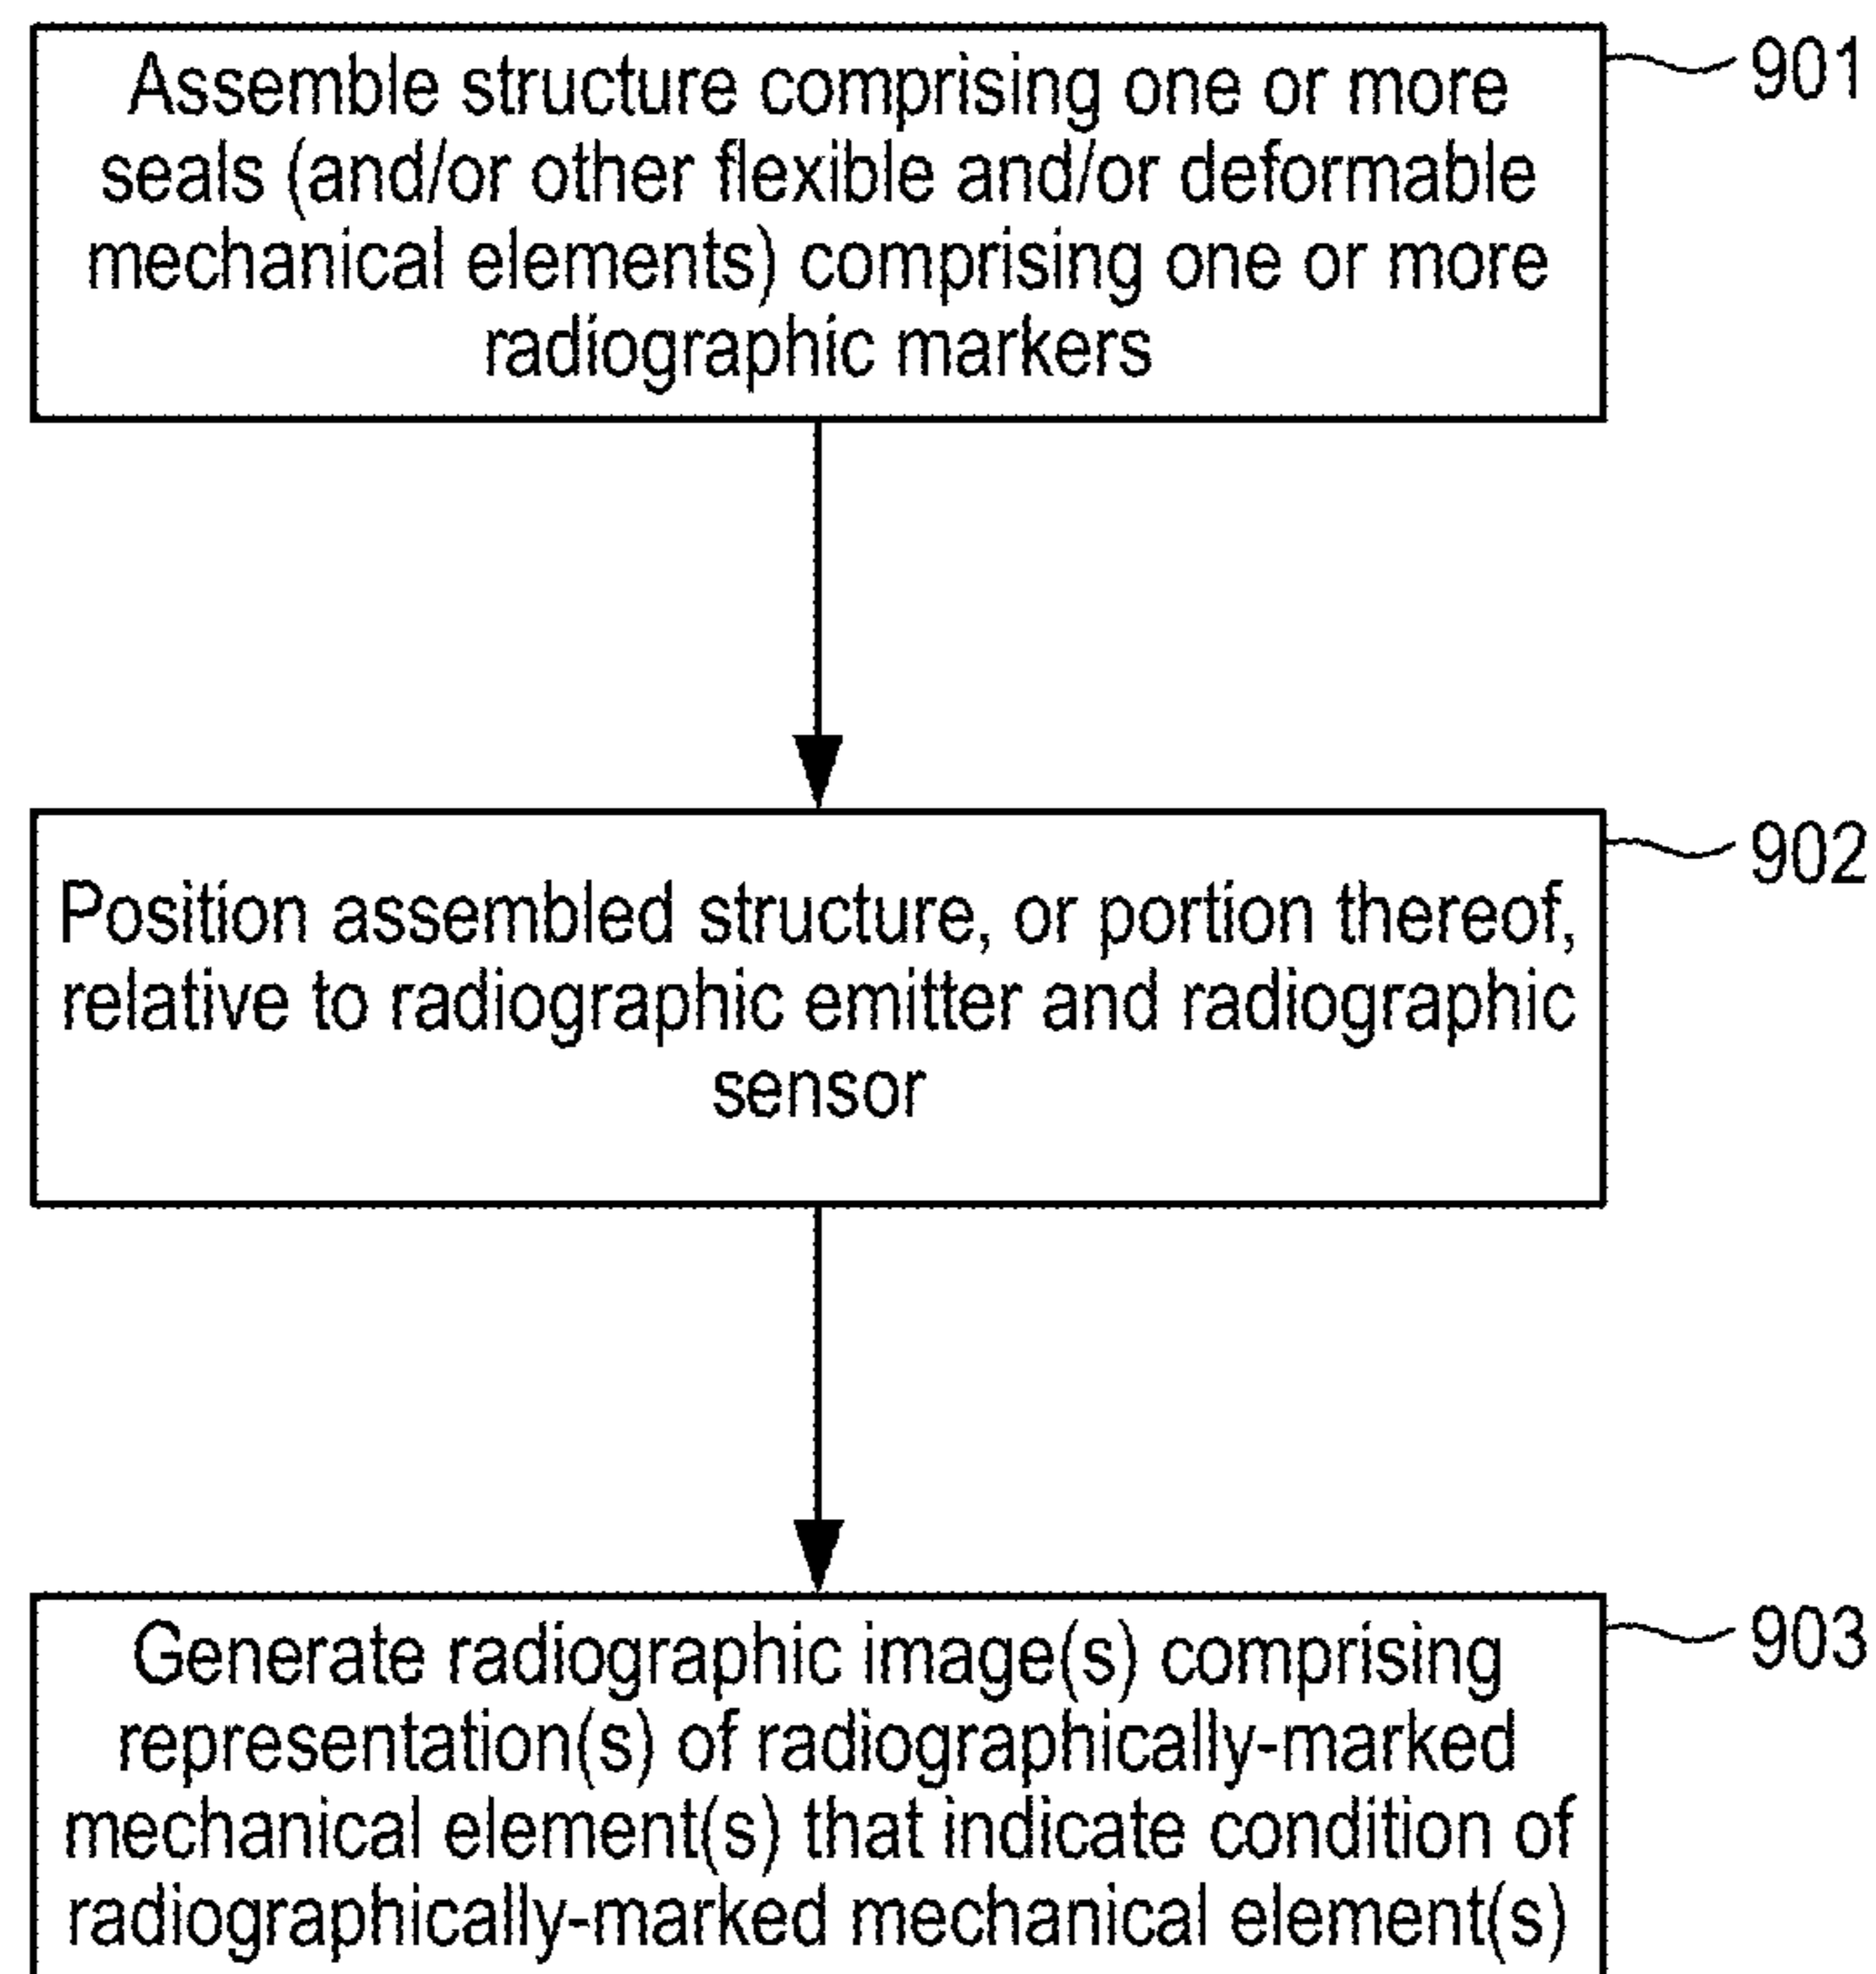 Assemble structure comprising one or more
seals (and/or other flexible and/or deformable
mechanical elements) comprising one or more
radiographic markers
901
Position assembled structure, or portion thereof,
relative to radiographic emitter and radiographic
sensor
902
Generate radiographic image(s) comprising
representation(s) of radiographically-marked
mechanical element(s) that indicate condition of
radiographically-marked mechanical element(s)
903